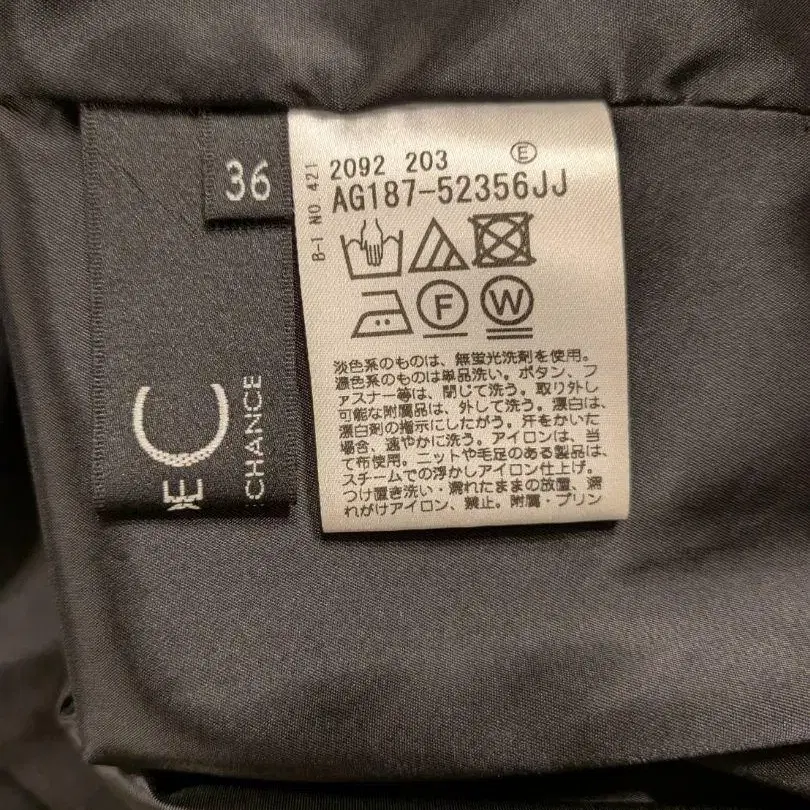 36
2092 203 Ⓔ
AG187-52356JJ
B-1 NO 421
F
W
淡色系のものは、無蛍光洗剤を使用。
濃色系のものは単品洗い。ボタン、フ
ァスナー等は、閉じて洗う。取り外し
可能な附属品は、外して洗う。漂白は、
漂白剤の指示にしたがう。汗をかいた
場合、速やかに洗う。アイロンは、当
て布使用。ニットや毛足のある製品は、
スチームでの浮かしアイロン仕上げ。
つけ置き洗い・濡れたままの放置、濡
れがけアイロン、禁止。附属・プリン
C
CHANCE